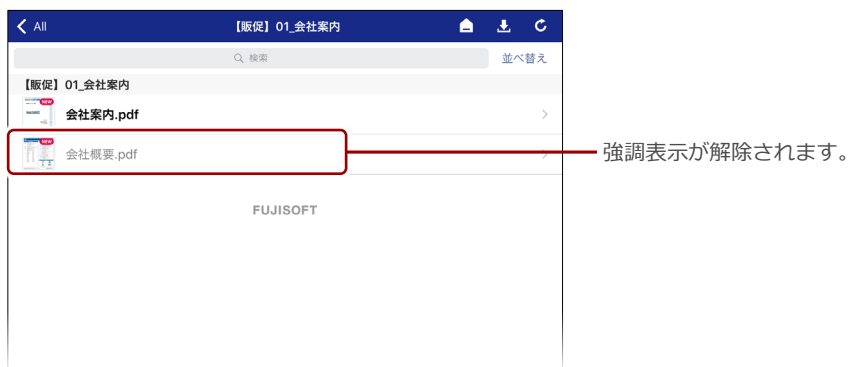 All
【販促】01_会社案内
検索
並べ替え
【販促】01_会社案内
NEW
会社案内.pdf
NEW
会社概要.pdf
強調表示が解除されます。
FUJISOFT